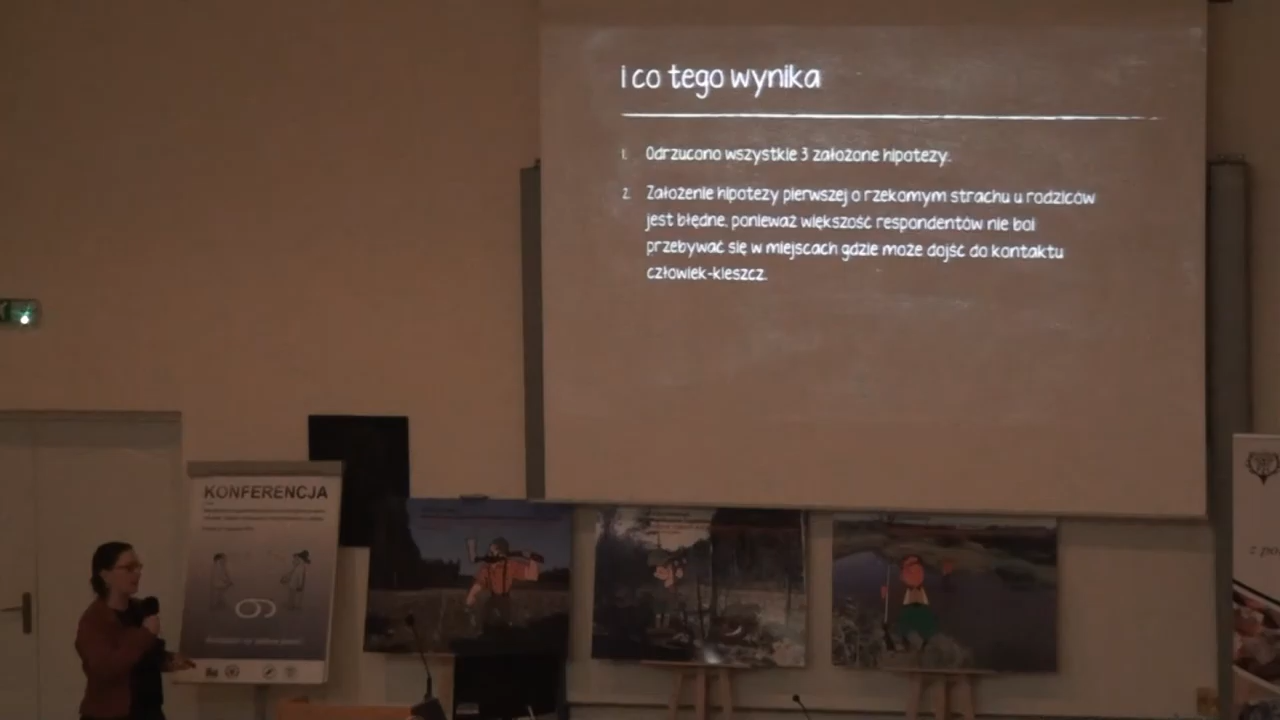 i co tego wynika
1. Odrzucono wszystkie 3 założone hipotezy.
2. Założenie hipotezy pierwszej o rzekomym strachu u rodziców
jest błędne, ponieważ większość respondentów nie boi
przebywać się w miejscach gdzie może dojść do kontaktu
człowiek-kleszcz.
KONFERENCJA
z po